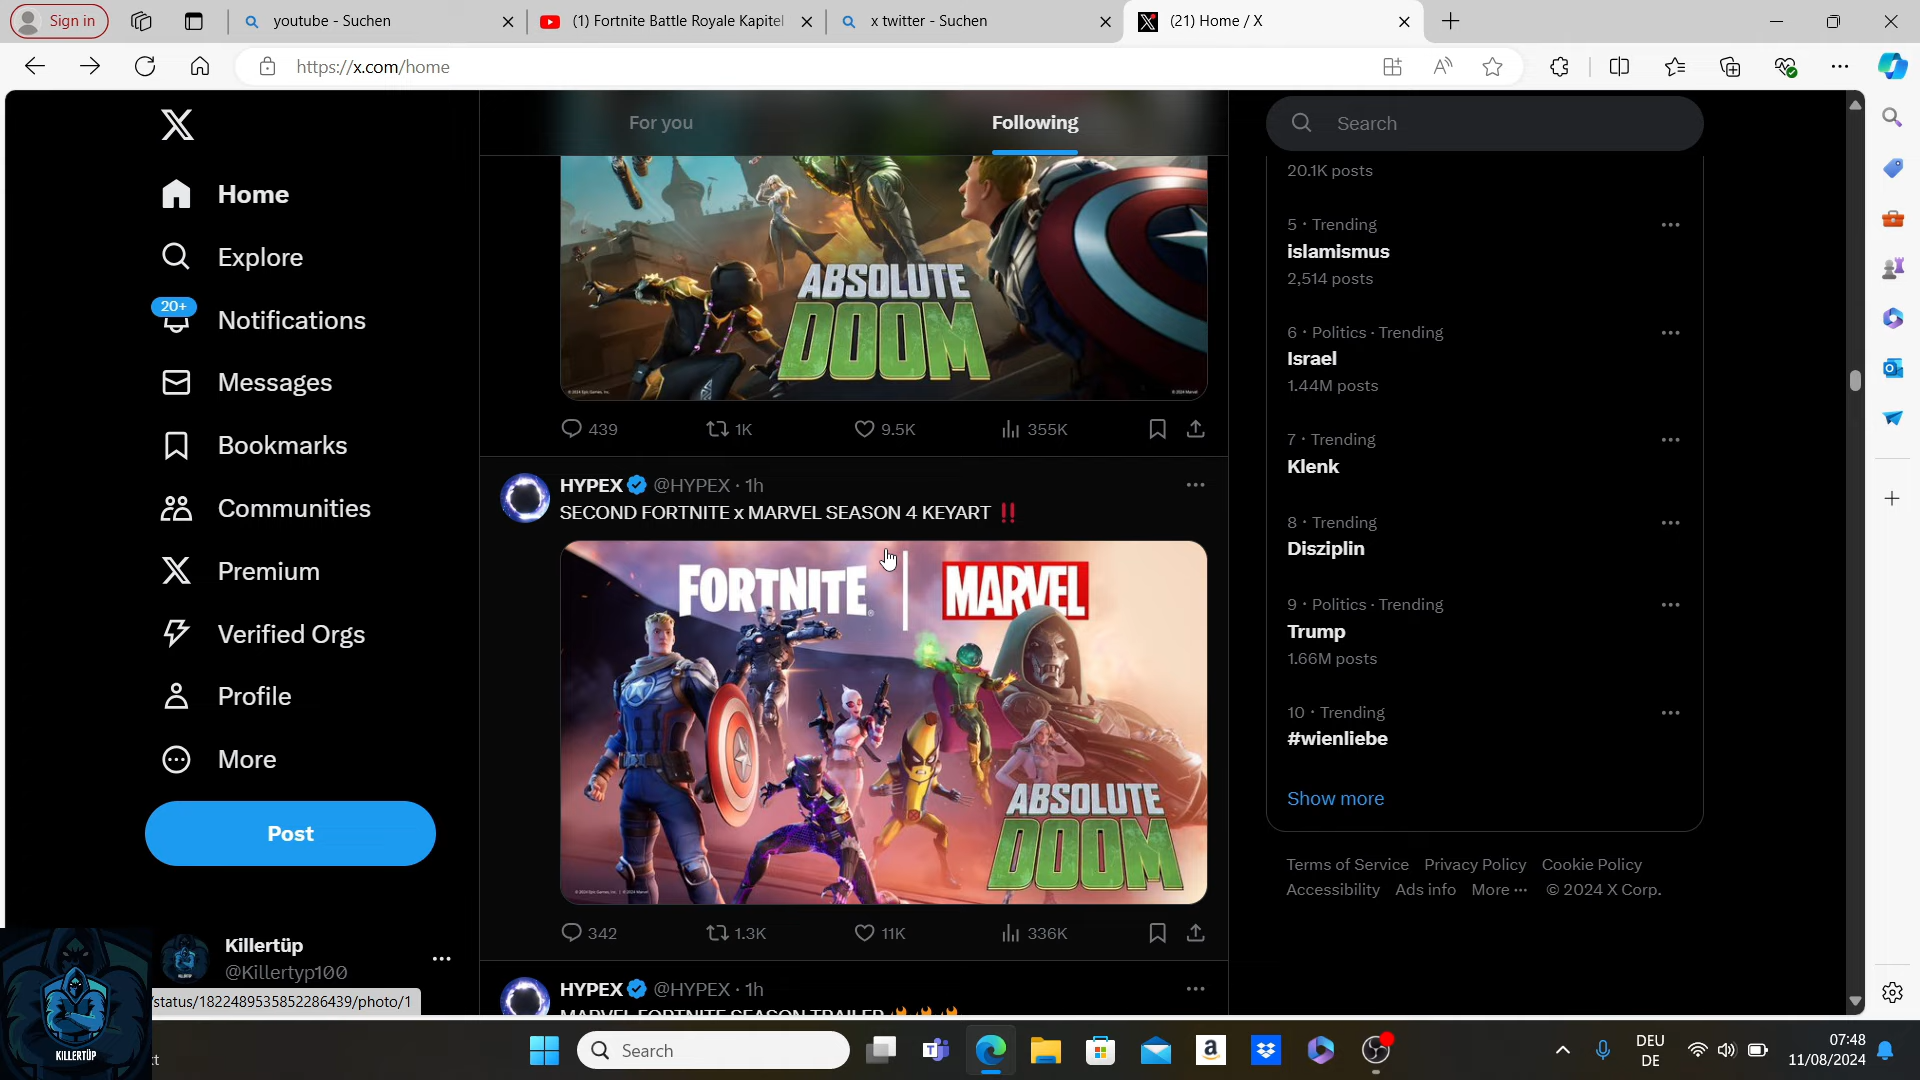 Sign in
youtube - Suchen
(1) Fortnite Battle Royale Kapitel
x twitter - Suchen
(21) Home / X
https://x.com/home
Home
Explore
20+
Notifications
Messages
Bookmarks
Communities
Premium
Verified Orgs
Profile
More
Post
Killertüp
@Killertyp100
/status/1822489535852286439/photo/1
KILLERTÜP
For you
Following
ABSOLUTE
DOOM
439
1K
9.5K
355K
HYPEX @HYPEX · 1h
SECOND FORTNITE x MARVEL SEASON 4 KEYART ‼️
FORTNITE | MARVEL
ABSOLUTE
DOOM
342
1.3K
11K
336K
HYPEX @HYPEX · 1h
MARVEL FORTNITE SEASON TRAILER 🔥🔥🔥
Search
20.1K posts
5 · Trending
islamismus
2,514 posts
6 · Politics · Trending
Israel
1.44M posts
7 · Trending
Klenk
8 · Trending
Disziplin
9 · Politics · Trending
Trump
1.66M posts
10 · Trending
#wienliebe
Show more
Terms of Service Privacy Policy Cookie Policy
Accessibility Ads info More ··· © 2024 X Corp.
Search
DEU
DE
07:48
11/08/2024